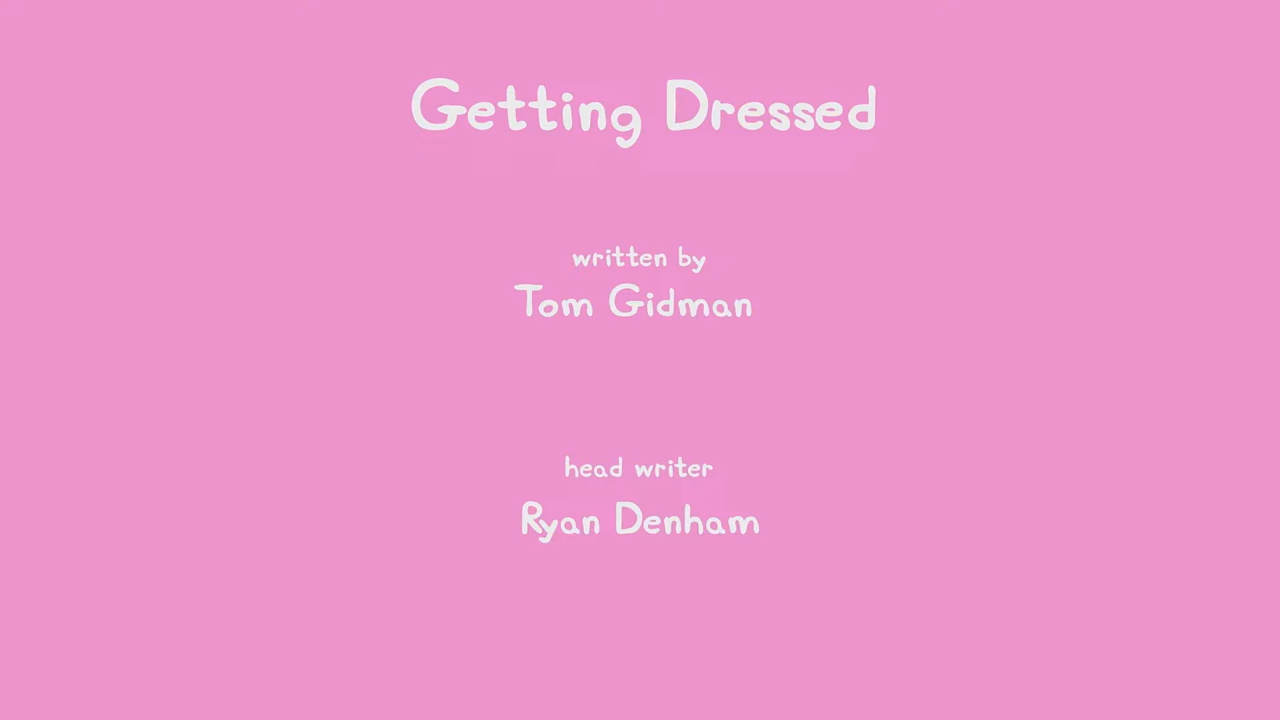 Getting Dressed
written by
Tom Gidman
head writer
Ryan Denham